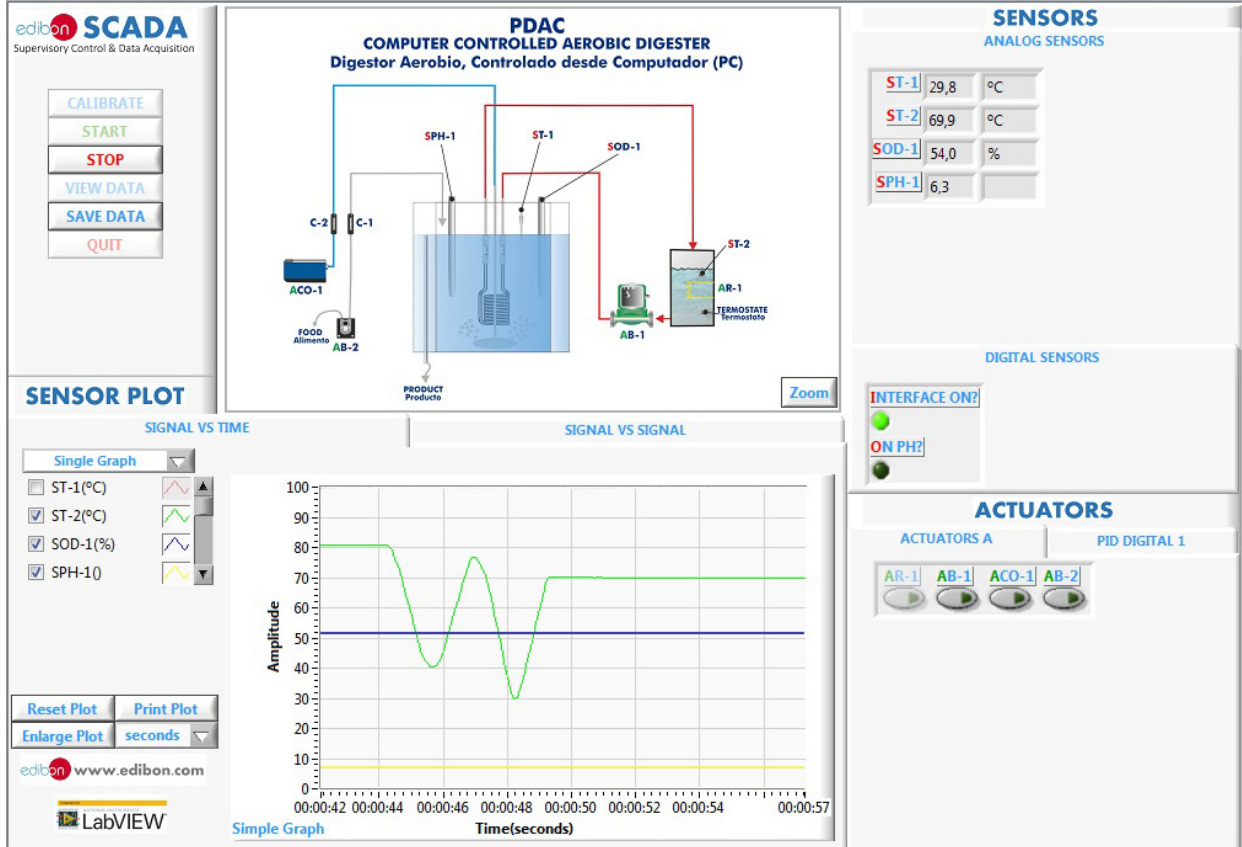 edibon SCADA
Supervisory Control & Data Acquisition
CALIBRATE
START
STOP
VIEW DATA
SAVE DATA
QUIT
PDAC
COMPUTER CONTROLLED AEROBIC DIGESTER
Digestor Aerobio, Controlado desde Computador (PC)
SPH-1
ST-1
SOD-1
C-2
C-1
ST-2
ACO-1
AR-1
TERMOSTATE
Termostato
FOOD
Alimento
AB-2
AB-1
PRODUCT
Producto
Zoom
SENSORS
ANALOG SENSORS
ST-1 29,8 ºC
ST-2 69,9 ºC
SOD-1 54,0 %
SPH-1 6,3
DIGITAL SENSORS
INTERFACE ON?
ON PH?
SENSOR PLOT
SIGNAL VS TIME
SIGNAL VS SIGNAL
Single Graph
ST-1(ºC)
ST-2(ºC)
SOD-1(%)
SPH-1()
Reset Plot Print Plot
Enlarge Plot seconds
edibon www.edibon.com
LabVIEW
Amplitude
100
90
80
70
60
50
40
30
20
10
0
00:00:42 00:00:44 00:00:46 00:00:48 00:00:50 00:00:52 00:00:54 00:00:57
Simple Graph
Time(seconds)
ACTUATORS
ACTUATORS A
PID DIGITAL 1
AR-1 AB-1 ACO-1 AB-2